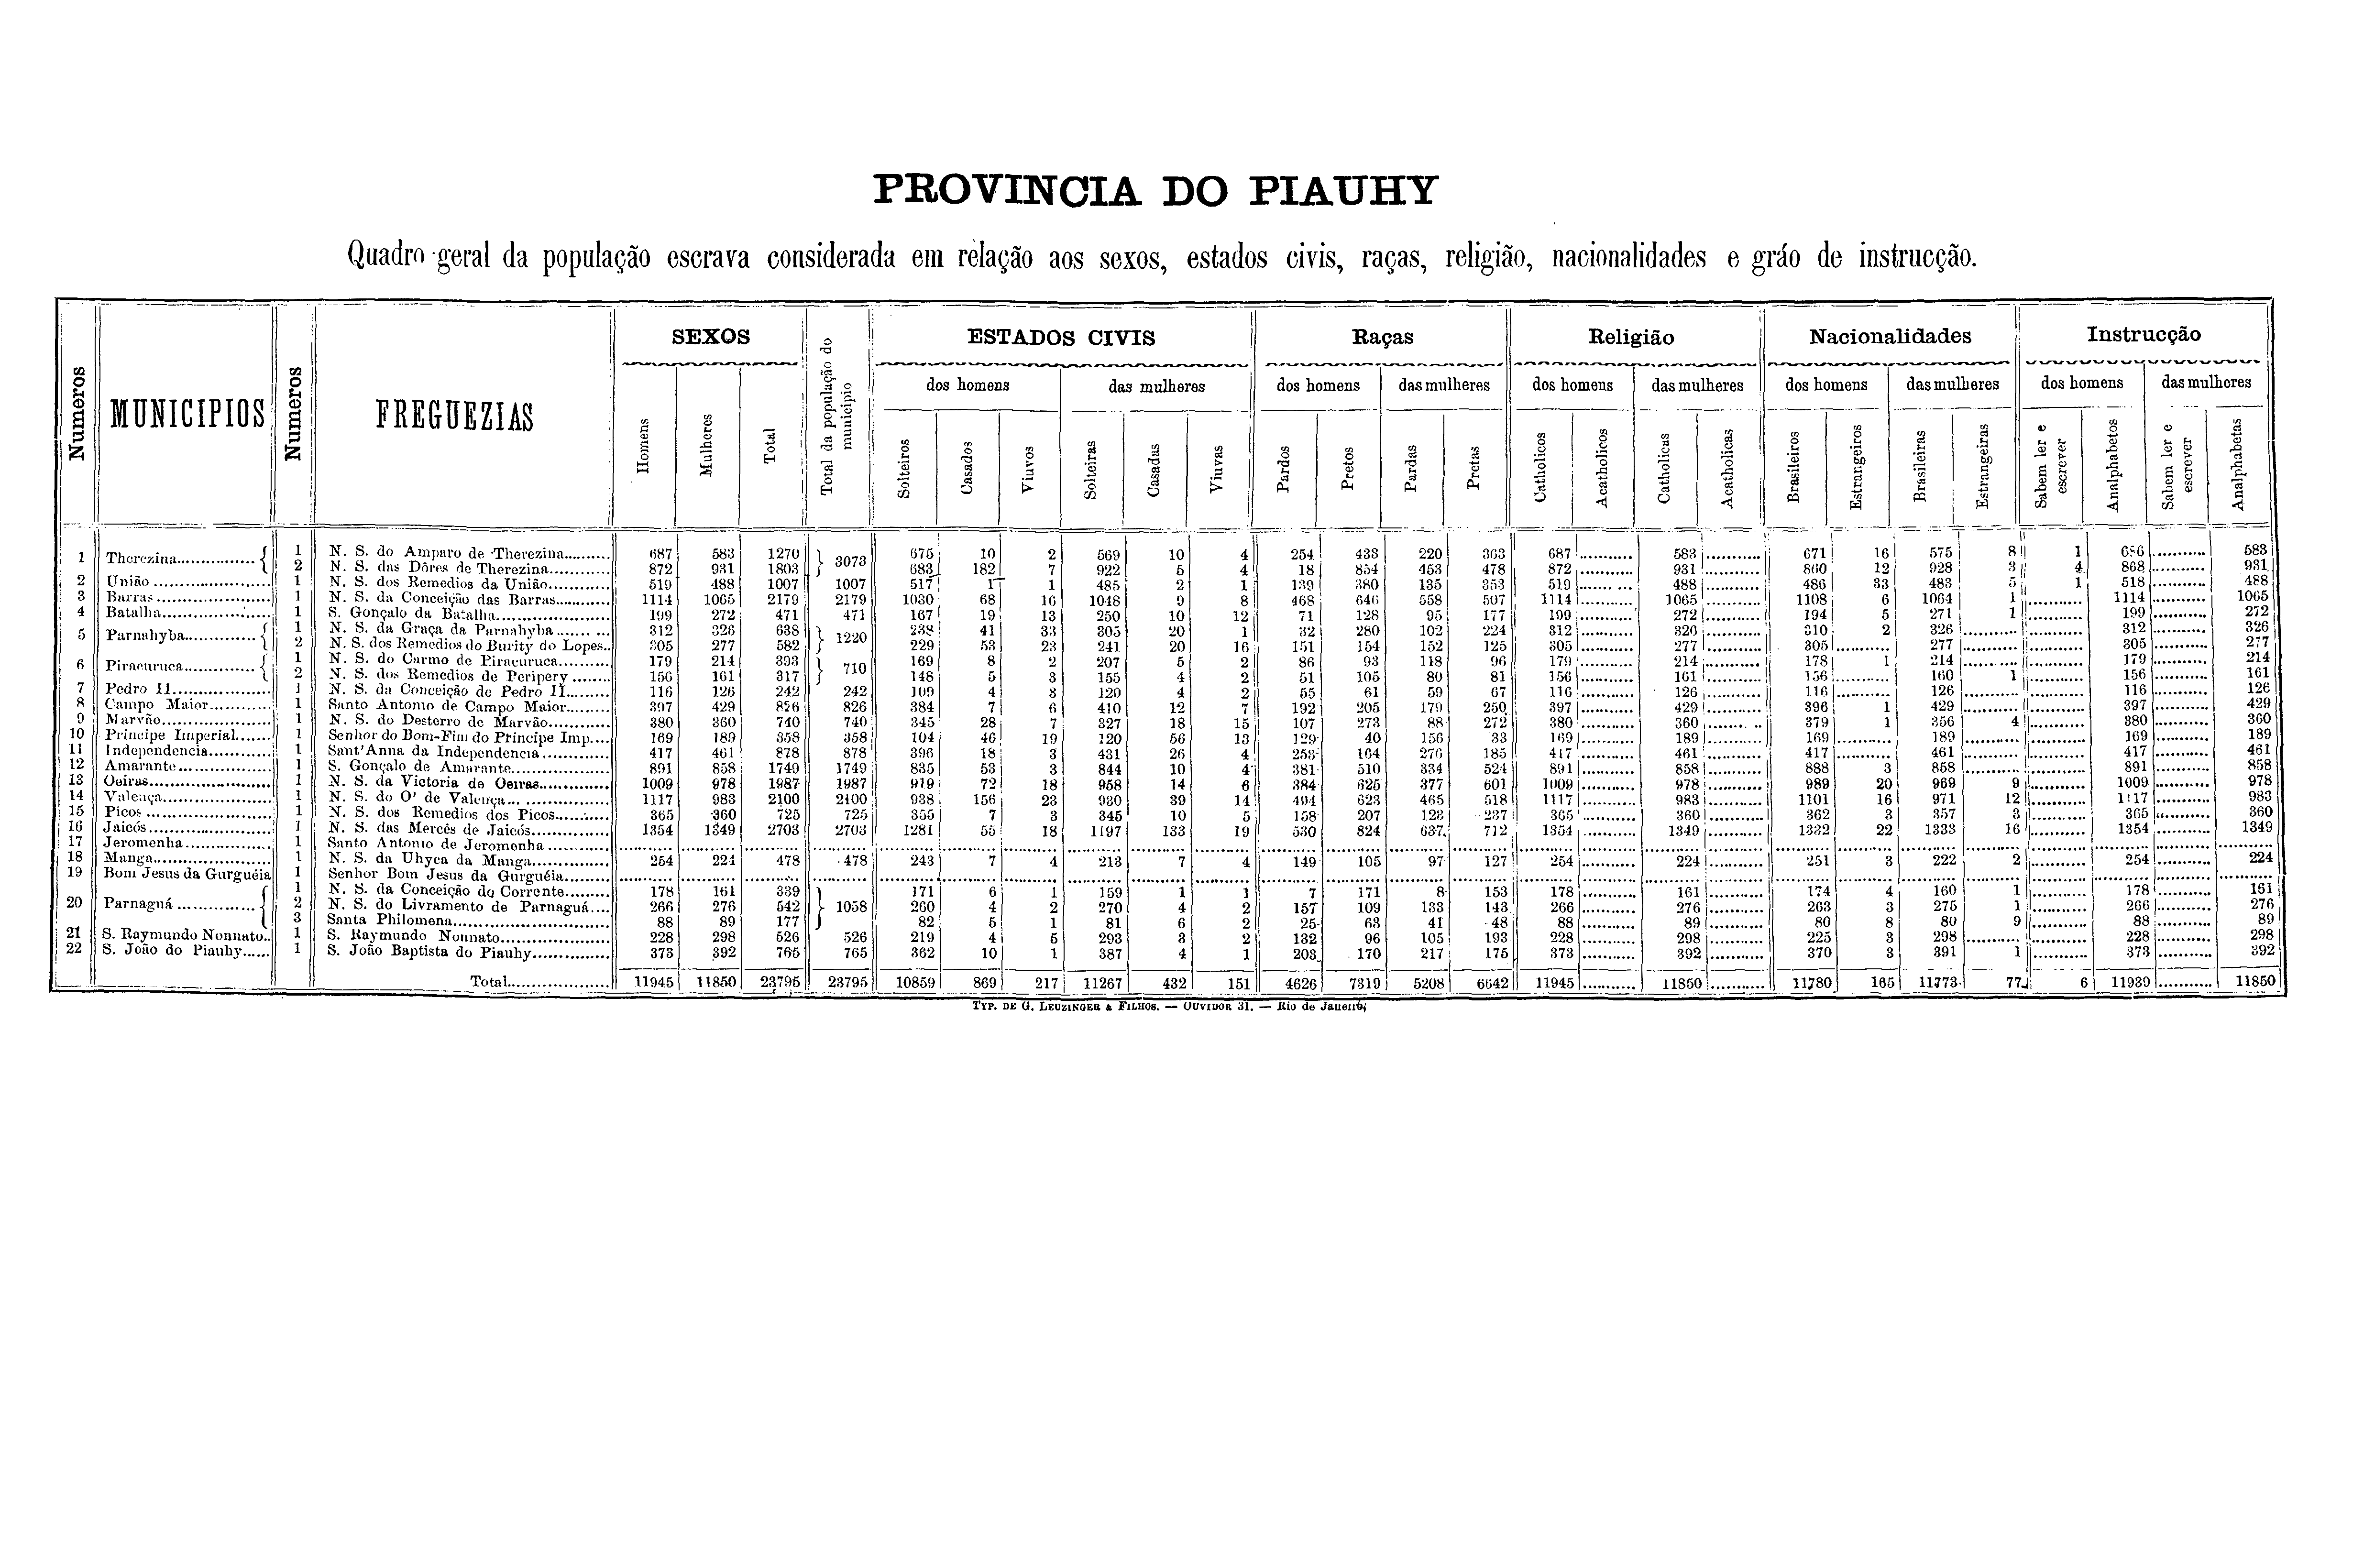 PROVINCIA DO PIAUHY
Quadro geral da população escrava considerada em relação aos sexos, estados civis, raças, religião, nacionalidades e gráo de instrucção.
Numeros MUNICIPIOS Numeros FREGUEZIAS SEXOS Total da população do municipio ESTADOS CIVIS Raças Religião Nacionalidades Instrucção
dos homens das mulheres dos homens das mulheres dos homens das mulheres dos homens das mulheres dos homens das mulheres
Homens Mulheres Total Solteiros Casados Viuvos Solteiras Casadas Viuvas Pardos Pretos Pardas Pretas Catholicos Acatholicos Catholicas Acatholicas Brasileiros Estrangeiros Brasileiras Estrangeiras Sabem ler e escrever Analphabetos Sabem ler e escrever Analphabetas
1 Therezina 1 N. S. do Amparo de Therezina 687 583 1270 3073 675 10 2 569 10 4 254 433 220 363 687 583 671 16 575 8 1 686 583
2 N. S. das Dôres de Therezina 872 931 1803 683 182 7 922 5 4 18 854 453 478 872 931 860 12 928 3 4 868 931
2 União 1 N. S. dos Remedios da União 519 488 1007 1007 517 1 1 485 2 1 139 380 135 353 519 488 486 33 483 5 1 518 488
3 Barras 1 N. S. da Conceição das Barras 1114 1065 2179 2179 1030 68 16 1048 9 8 468 646 558 507 1114 1065 1108 6 1064 1 1114 1065
4 Batalha 1 S. Gonçalo da Batalha 199 272 471 471 167 19 13 250 10 12 71 128 95 177 199 272 194 5 271 1 199 272
5 Parnahyba 1 N. S. da Graça da Parnahyba 312 326 638 1220 238 41 33 305 20 1 32 280 102 224 312 326 310 2 326 312 326
2 N. S. dos Remedios do Burity do Lopes 305 277 582 229 53 23 241 20 16 151 154 152 125 305 277 305 277 305 277
6 Piracuruca 1 N. S. do Carmo de Piracuruca 179 214 393 710 169 8 2 207 5 2 86 93 118 96 179 214 178 1 214 179 214
2 N. S. dos Remedios de Peripery 156 161 317 148 5 3 155 4 2 51 105 80 81 156 161 156 160 1 156 161
7 Pedro II 1 N. S. da Conceição de Pedro II 116 126 242 242 109 4 3 120 4 2 55 61 59 67 116 126 116 126 116 126
8 Campo Maior 1 Santo Antonio de Campo Maior 397 429 826 826 384 7 6 410 12 7 192 205 179 250 397 429 396 1 429 397 429
9 Marvão 1 N. S. do Desterro de Marvão 380 360 740 740 345 28 7 327 18 15 107 273 88 272 380 360 379 1 356 4 380 360
10 Principe Imperial 1 Senhor do Bom-Fim do Principe Imp. 169 189 358 358 104 46 19 120 56 13 129 40 156 33 169 189 169 189 169 189
11 Independencia 1 Sant'Anna da Independencia 417 461 878 878 396 18 3 431 26 4 253 164 276 185 417 461 417 461 417 461
12 Amarante 1 S. Gonçalo de Amarante 891 858 1749 1749 835 53 3 844 10 4 381 510 334 524 891 858 888 3 858 891 858
13 Oeiras 1 N. S. da Victoria de Oeiras 1009 978 1987 1987 919 72 18 958 14 6 384 625 377 601 1009 978 989 20 969 9 1009 978
14 Valença 1 N. S. do O' de Valença 1117 983 2100 2100 938 156 23 930 39 14 494 623 465 518 1117 983 1101 16 971 12 1117 983
15 Picos 1 N. S. dos Remedios dos Picos 365 360 725 725 355 7 3 345 10 5 158 207 123 237 365 360 362 3 357 3 365 360
16 Jaicós 1 N. S. das Mercês de Jaicós 1354 1349 2703 2703 1281 55 18 1197 133 19 530 824 637 712 1354 1349 1332 22 1333 16 1354 1349
17 Jeromenha 1 Santo Antonio de Jeromenha
18 Manga 1 N. S. da Uhyca da Manga 254 224 478 478 243 7 4 213 7 4 149 105 97 127 254 224 251 3 222 2 254 224
19 Bom Jesus da Gurguéia 1 Senhor Bom Jesus da Gurguéia
20 Parnaguá 1 N. S. da Conceição do Corrente 178 161 339 1058 171 6 1 159 1 1 7 171 8 153 178 161 174 4 160 1 178 161
2 N. S. do Livramento de Parnaguá 266 276 542 260 4 2 270 4 2 157 109 133 143 266 276 263 3 275 1 266 276
3 Santa Philomena 88 89 177 82 5 1 81 6 2 25 63 41 48 88 89 80 8 80 9 88 89
21 S. Raymundo Nonnato 1 S. Raymundo Nonnato 228 298 526 526 219 4 5 293 3 2 132 96 105 193 228 298 225 3 298 228 298
22 S. João do Piauhy 1 S. João Baptista do Piauhy 373 392 765 765 362 10 1 387 4 1 203 170 217 175 373 392 370 3 391 1 373 392
Total 11945 11850 23795 23795 10859 869 217 11267 432 151 4626 7319 5208 6642 11945 11850 11780 165 11773 77 6 11939 11850
TYP. DE G. LEUZINGER & FILHOS. — OUVIDOR 31. — Rio de Janeiro,